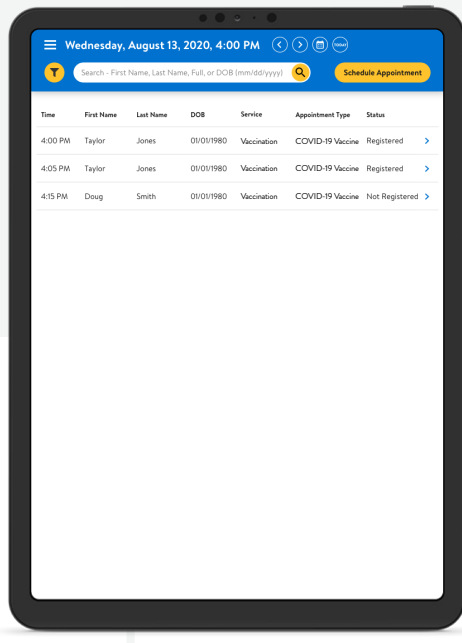 Wednesday, August 13, 2020, 4:00 PM TODAY
Search - First Name, Last Name, Full, or DOB (mm/dd/yyyy) Schedule Appointment
Time First Name Last Name DOB Service Appointment Type Status
4:00 PM Taylor Jones 01/01/1980 Vaccination COVID-19 Vaccine Registered
4:05 PM Taylor Jones 01/01/1980 Vaccination COVID-19 Vaccine Registered
4:15 PM Doug Smith 01/01/1980 Vaccination COVID-19 Vaccine Not Registered